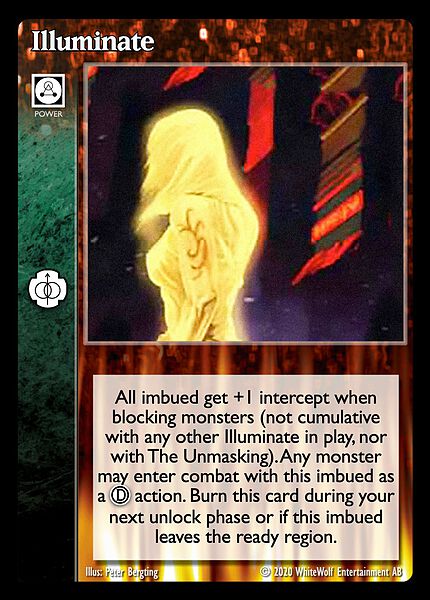 Illuminate
POWER
All imbued get +1 intercept when
blocking monsters (not cumulative
with any other Illuminate in play, nor
with The Unmasking). Any monster
may enter combat with this imbued as
a Ⓓ action. Burn this card during your
next unlock phase or if this imbued
leaves the ready region.
Illus: Peter Bergting
© 2020 WhiteWolf Entertainment AB